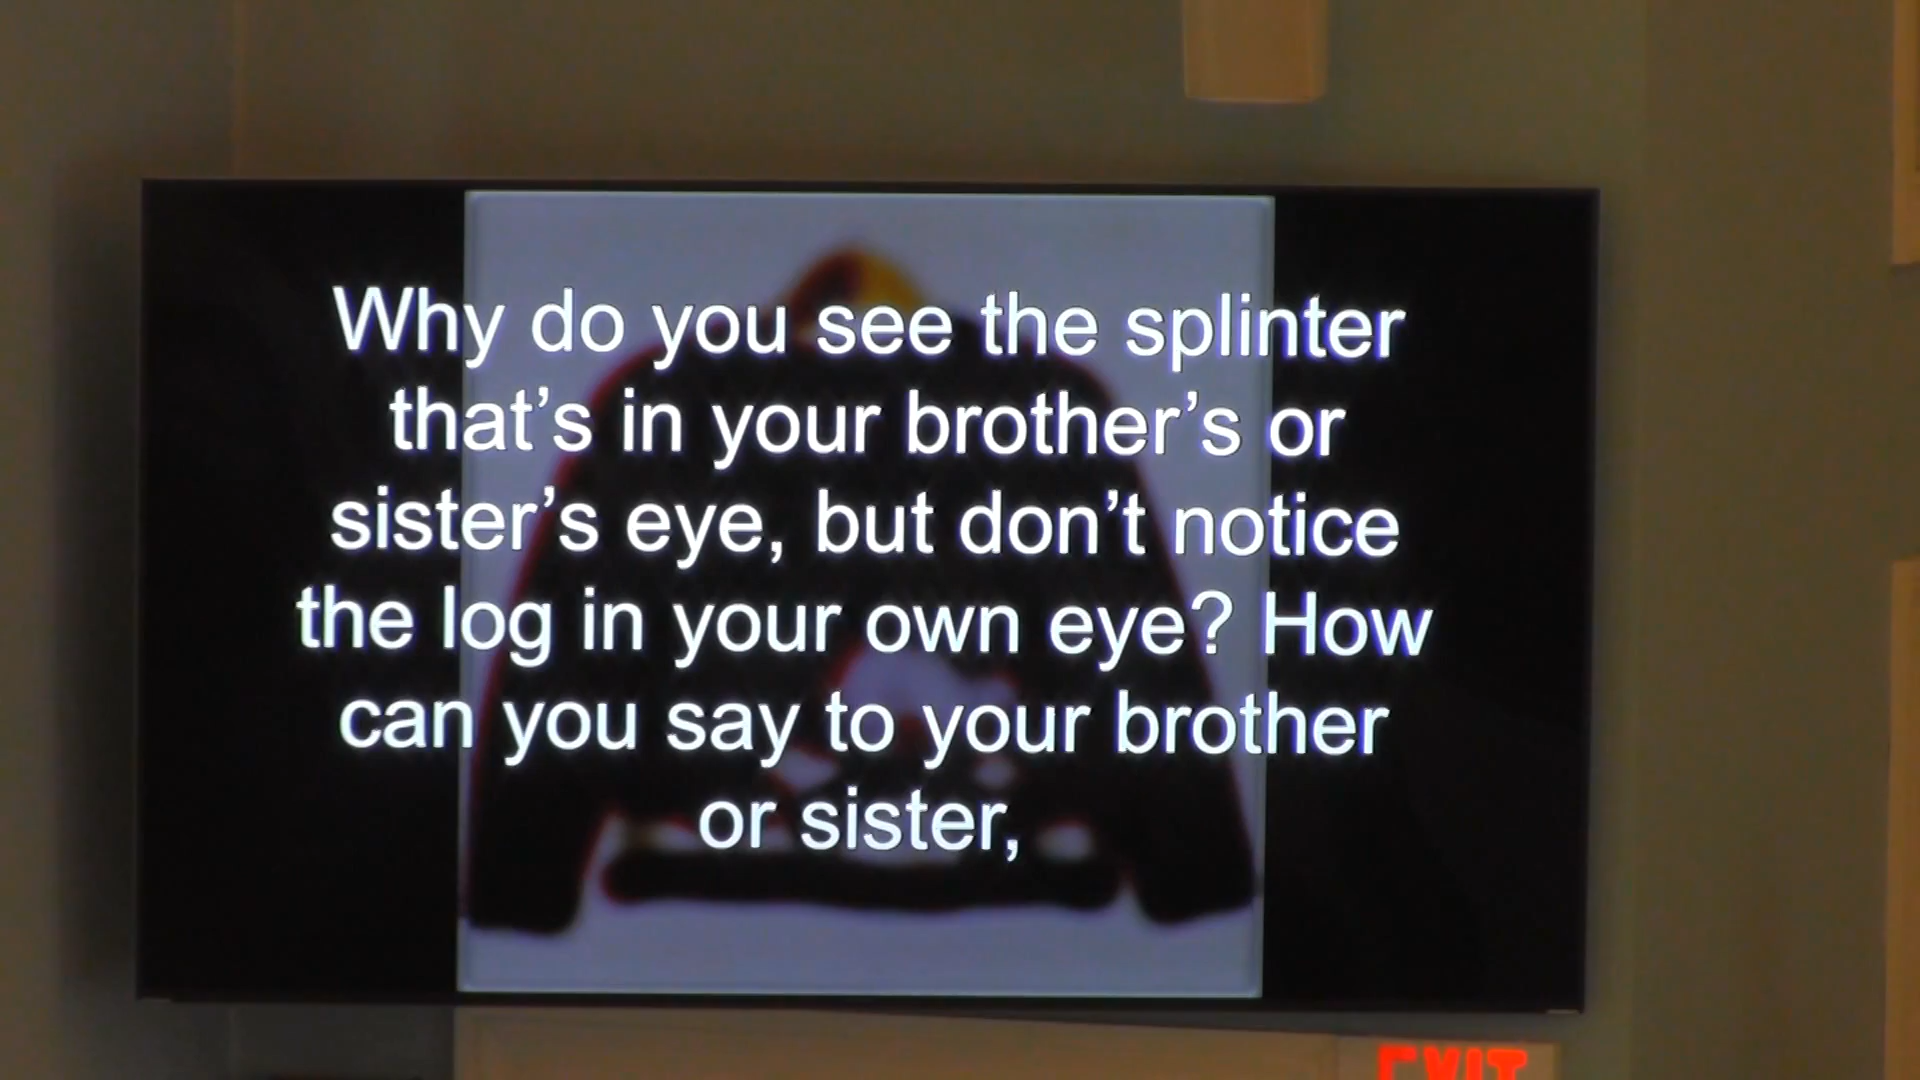 Why do you see the splinter
that’s in your brother’s or
sister’s eye, but don’t notice
the log in your own eye? How
can you say to your brother
or sister,
EXIT